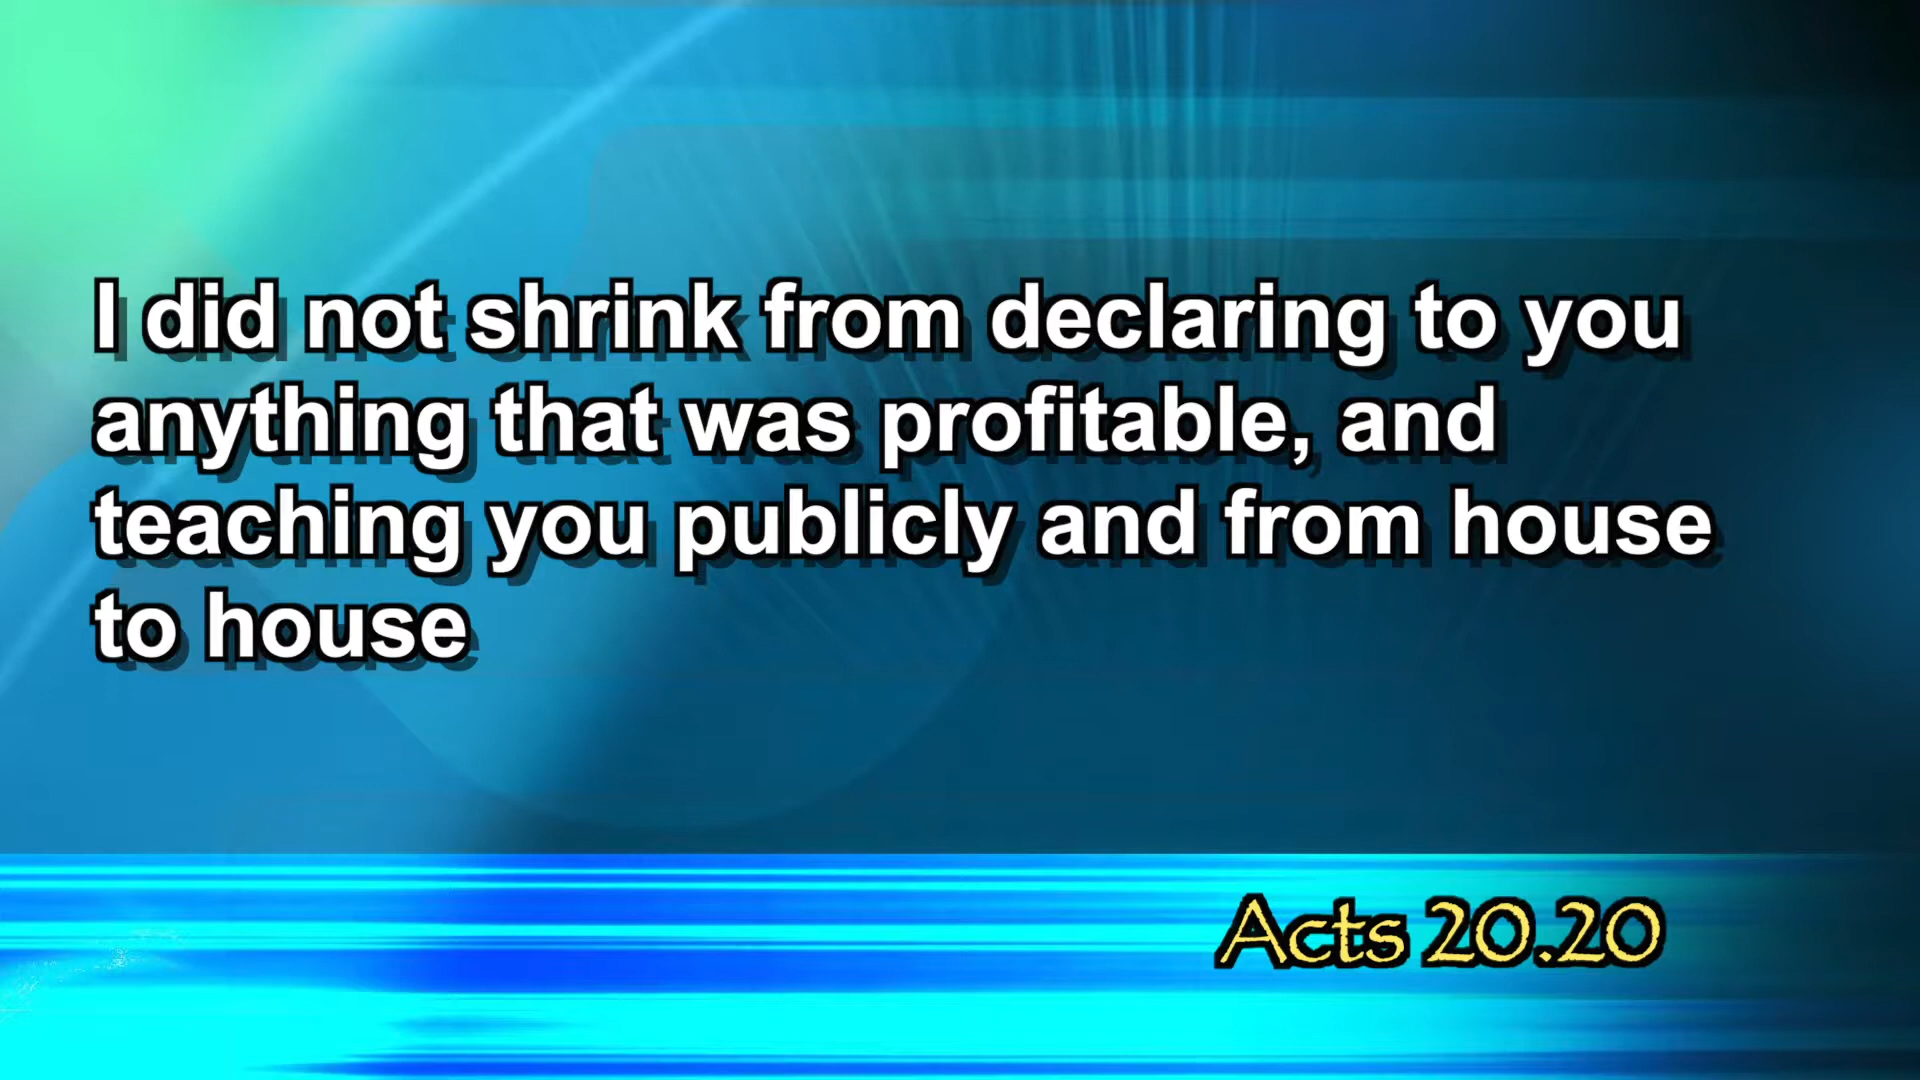 I did not shrink from declaring to you
anything that was profitable, and
teaching you publicly and from house
to house
Acts 20.20